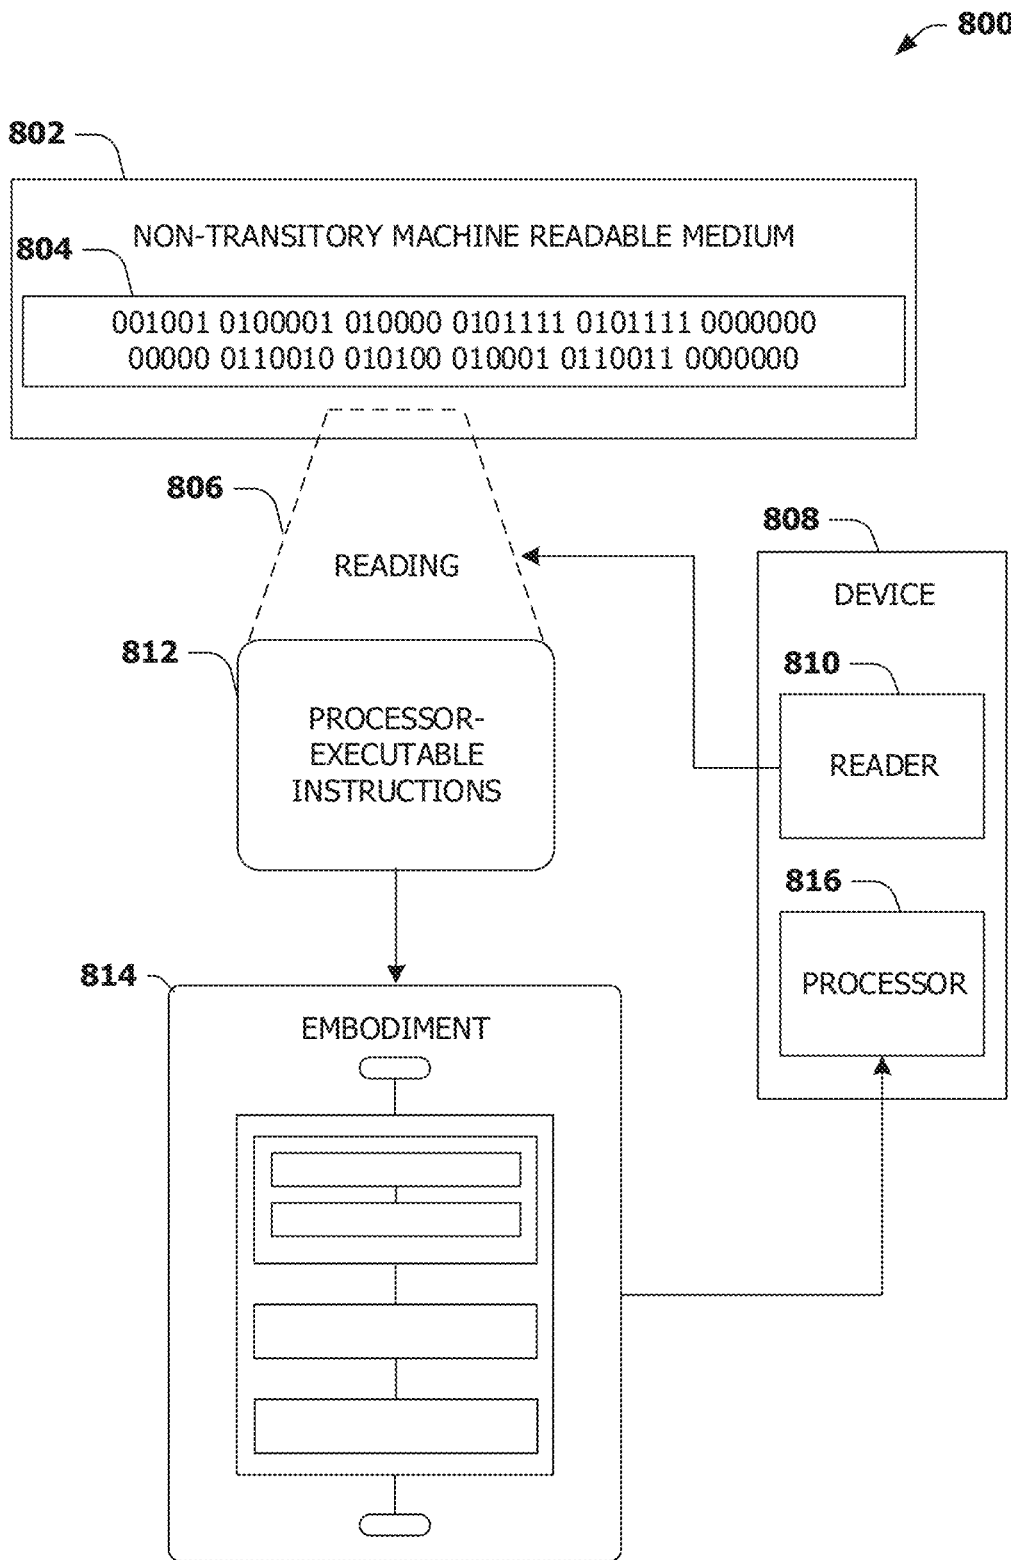 800
802
NON-TRANSITORY MACHINE READABLE MEDIUM
804
001001 0100001 010000 0101111 0101111 0000000
00000 0110010 010100 010001 0110011 0000000
806
READING
808
DEVICE
810
READER
812
PROCESSOR-
EXECUTABLE
INSTRUCTIONS
816
PROCESSOR
814
EMBODIMENT